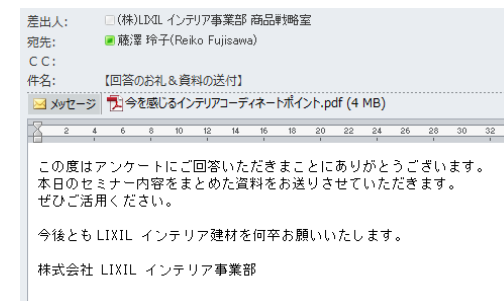 差出人: (株)LIXIL インテリア事業部 商品戦略室
宛先: 藤澤 玲子(Reiko Fujisawa)
CC:
件名: 【回答のお礼&資料の送付】
メッセージ 今を感じるインテリアコーディネートポイント.pdf (4 MB)
2 4 6 8 10 12 14 16 18 20 22 24 26 28 30 32
この度はアンケートにご回答いただきまことにありがとうございます。
本日のセミナー内容をまとめた資料をお送りさせていただきます。
ぜひご活用ください。
今後とも LIXIL インテリア建材を何卒お願いいたします。
株式会社 LIXIL インテリア事業部